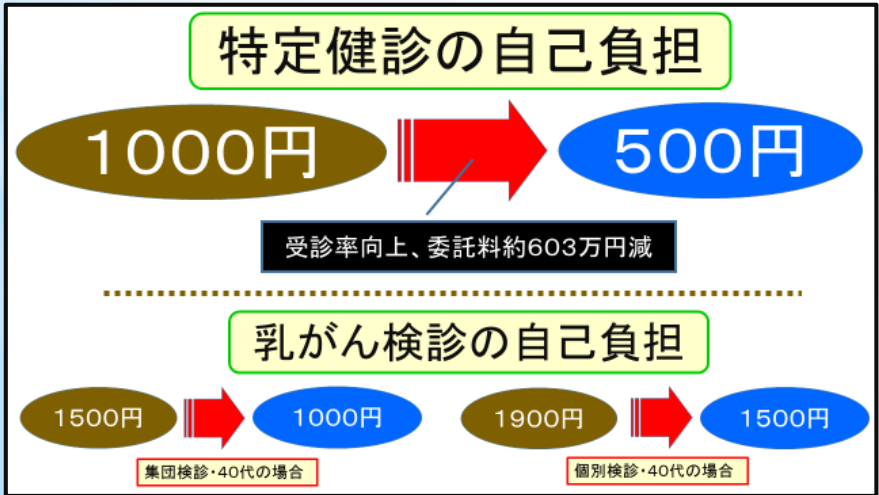 特定健診の自己負担
1000円
500円
受診率向上、委託料約603万円減
乳がん検診の自己負担
1500円
1000円
1900円
1500円
集団検診・40代の場合
個別検診・40代の場合